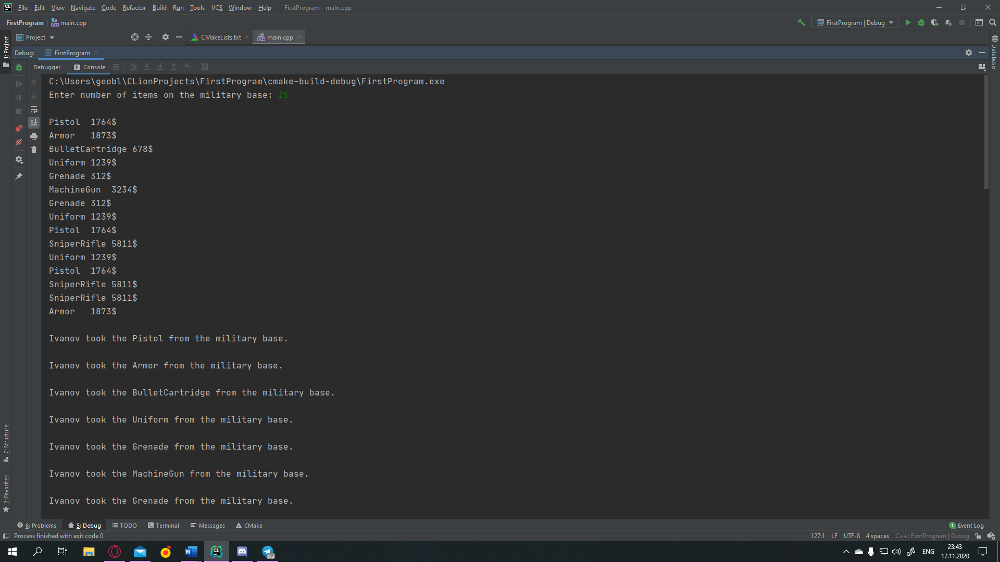 CL File Edit View Navigate Code Refactor Build Run Tools VCS Window Help FirstProgram - main.cpp
FirstProgram main.cpp FirstProgram | Debug
Project CMakeLists.txt main.cpp
1: Project
Database
Debug: FirstProgram
Debugger Console
C:\Users\geobl\CLionProjects\FirstProgram\cmake-build-debug\FirstProgram.exe
Enter number of items on the military base: 15
Pistol 1764$
Armor 1873$
BulletCartridge 678$
Uniform 1239$
Grenade 312$
MachineGun 3234$
Grenade 312$
Uniform 1239$
Pistol 1764$
SniperRifle 5811$
Uniform 1239$
Pistol 1764$
SniperRifle 5811$
SniperRifle 5811$
Armor 1873$
Ivanov took the Pistol from the military base.
Ivanov took the Armor from the military base.
Ivanov took the BulletCartridge from the military base.
Ivanov took the Uniform from the military base.
Ivanov took the Grenade from the military base.
Ivanov took the MachineGun from the military base.
Ivanov took the Grenade from the military base.
7: Structure
2: Favorites
6: Problems 5: Debug TODO Terminal Messages CMake 1 Event Log
Process finished with exit code 0 127:1 LF UTF-8 4 spaces C++: FirstProgram | Debug
W CL 282 ENG 23:43
17.11.2020